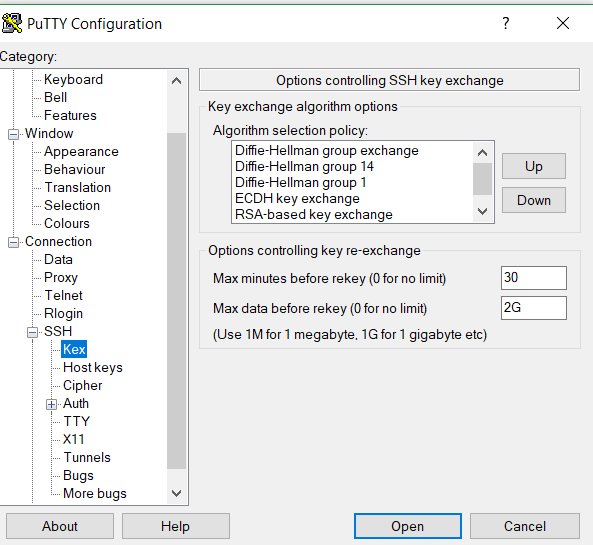 PuTTY Configuration
?
Category:
Keyboard
Bell
Features
Window
Appearance
Behaviour
Translation
Selection
Colours
Connection
Data
Proxy
Telnet
Rlogin
SSH
Kex
Host keys
Cipher
Auth
TTY
X11
Tunnels
Bugs
More bugs
Options controlling SSH key exchange
Key exchange algorithm options
Algorithm selection policy:
Diffie-Hellman group exchange
Diffie-Hellman group 14
Diffie-Hellman group 1
ECDH key exchange
RSA-based key exchange
Up
Down
Options controlling key re-exchange
Max minutes before rekey (0 for no limit) 30
Max data before rekey (0 for no limit) 2G
(Use 1M for 1 megabyte, 1G for 1 gigabyte etc)
About Help Open Cancel